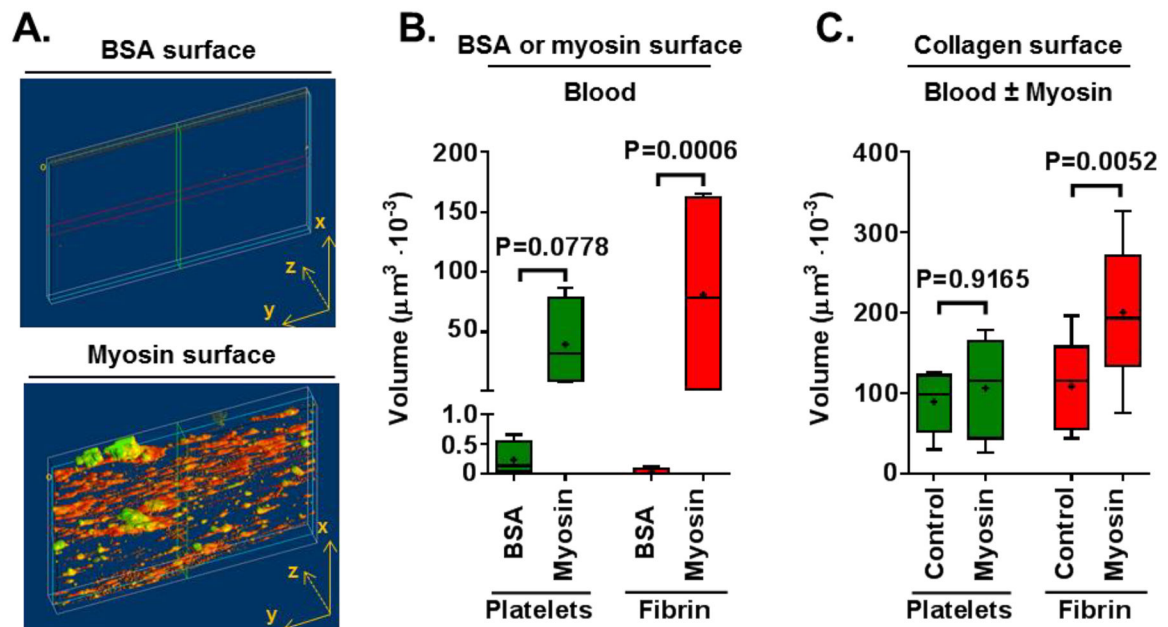 A.
BSA surface
x
z
y
Myosin surface
x
z
y
B.
BSA or myosin surface
Blood
Volume (μm³ · 10⁻³)
200
150
100
50
1.0
0.5
0
P=0.0778
P=0.0006
BSA
Myosin
BSA
Myosin
Platelets
Fibrin
C.
Collagen surface
Blood ± Myosin
Volume (μm³ · 10⁻³)
400
300
200
100
0
P=0.9165
P=0.0052
Control
Myosin
Control
Myosin
Platelets
Fibrin